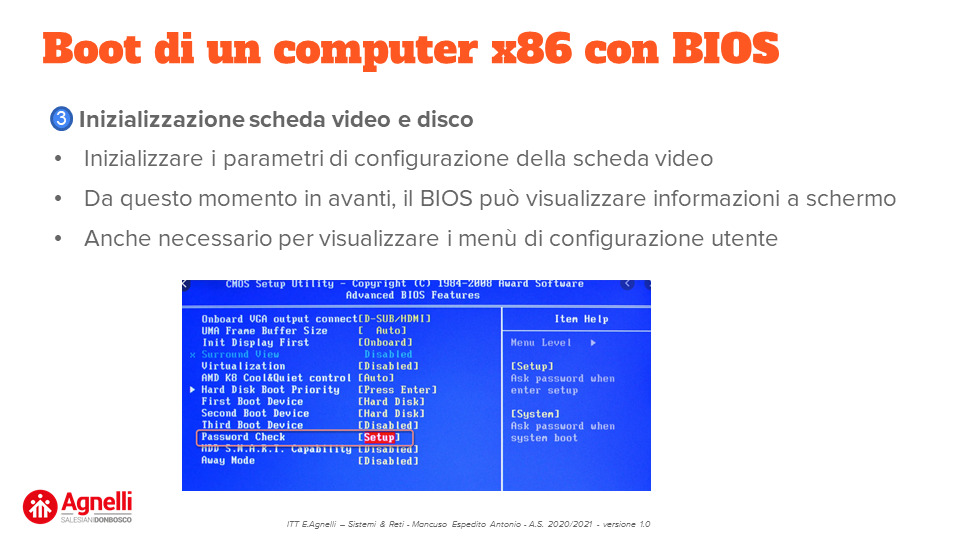 Boot di un computer x86 con BIOS
3 Inizializzazione scheda video e disco
• Inizializzare i parametri di configurazione della scheda video
• Da questo momento in avanti, il BIOS può visualizzare informazioni a schermo
• Anche necessario per visualizzare i menù di configurazione utente
CMOS Setup Utility - Copyright (C) 1984-2008 Award Software
Advanced BIOS Features
Onboard VGA output connect[D-SUB/HDMI]
UMA Frame Buffer Size [ Auto]
Init Display First [Onboard]
x Surround View Disabled
Virtualization [Disabled]
AMD K8 Cool&Quiet control [Auto]
Hard Disk Boot Priority [Press Enter]
First Boot Device [Hard Disk]
Second Boot Device [Hard Disk]
Third Boot Device [Disabled]
Password Check [Setup]
HDD S.M.A.R.T. Capability [Disabled]
Away Mode [Disabled]
Item Help
Menu Level
[Setup]
Ask password when
enter setup
[System]
Ask password when
system boot
Agnelli
SALESIANI DONBOSCO
ITT E.Agnelli – Sistemi & Reti - Mancuso Espedito Antonio - A.S. 2020/2021 - versione 1.0